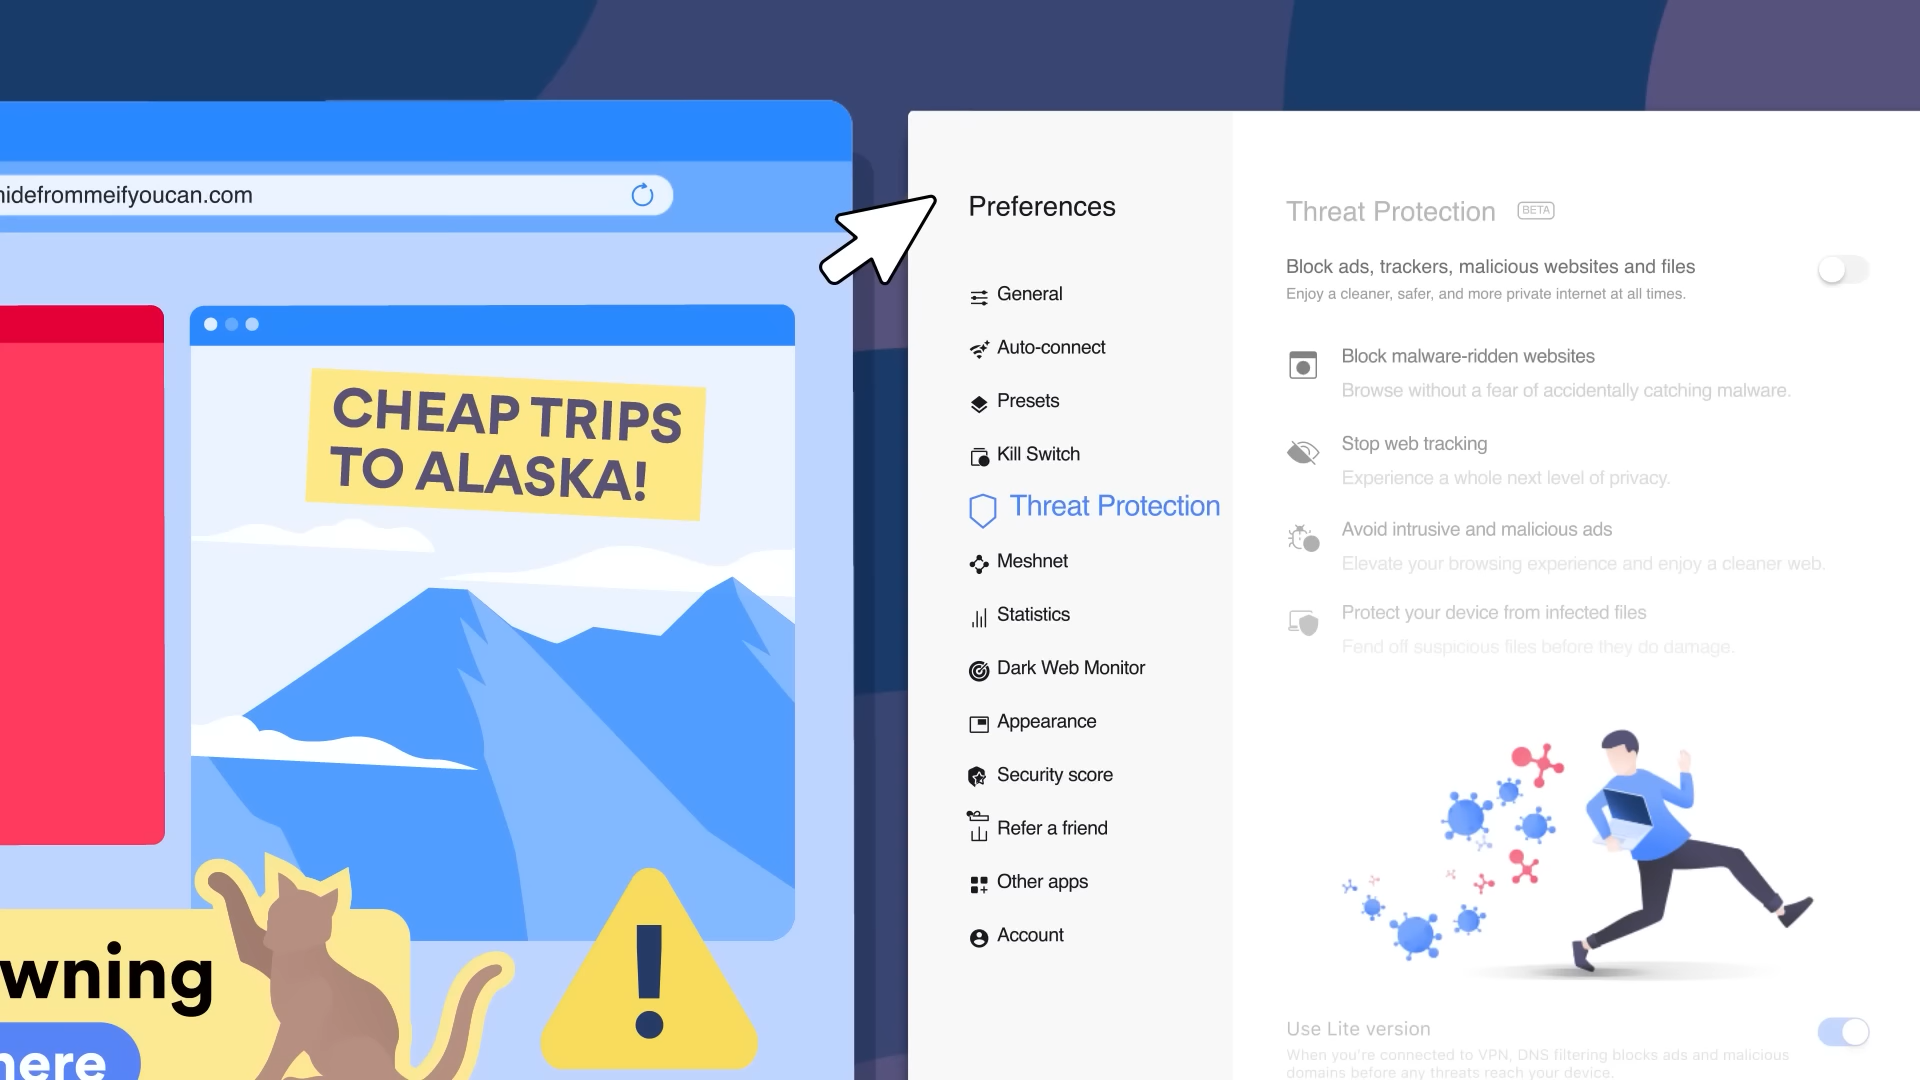 hidefrommeifyoucan.com
CHEAP TRIPS
TO ALASKA!
wning
here
Preferences
General
Auto-connect
Presets
Kill Switch
Threat Protection
Meshnet
Statistics
Dark Web Monitor
Appearance
Security score
Refer a friend
Other apps
Account
Threat Protection BETA
Block ads, trackers, malicious websites and files
Enjoy a cleaner, safer, and more private internet at all times.
Block malware-ridden websites
Browse without a fear of accidentally catching malware.
Stop web tracking
Experience a whole next level of privacy.
Avoid intrusive and malicious ads
Elevate your browsing experience and enjoy a cleaner web.
Protect your device from infected files
Fend off suspicious files before they do damage.
Use Lite version
When you're connected to VPN, DNS filtering blocks ads and malicious
domains before any threats reach your device.